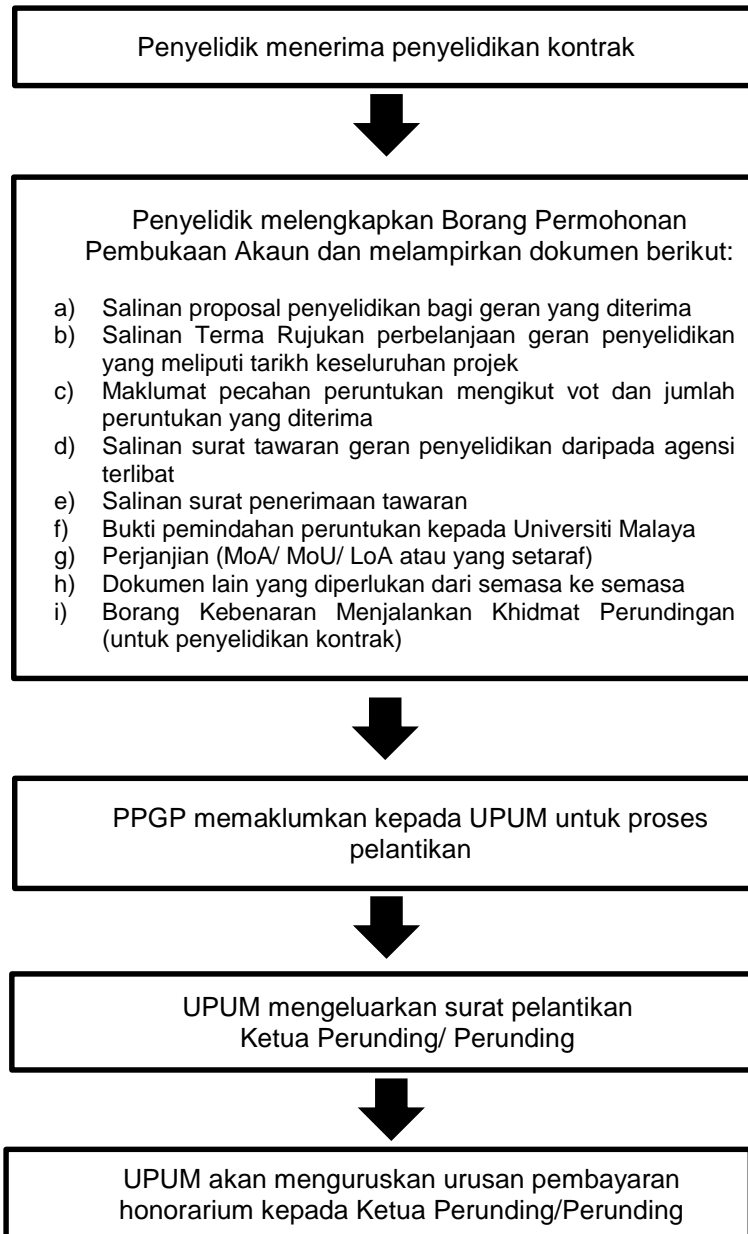 Penyelidik menerima penyelidikan kontrak
Penyelidik melengkapkan Borang Permohonan
Pembukaan Akaun dan melampirkan dokumen berikut:
a) Salinan proposal penyelidikan bagi geran yang diterima
b) Salinan Terma Rujukan perbelanjaan geran penyelidikan
yang meliputi tarikh keseluruhan projek
c) Maklumat pecahan peruntukan mengikut vot dan jumlah
peruntukan yang diterima
d) Salinan surat tawaran geran penyelidikan daripada agensi
terlibat
e) Salinan surat penerimaan tawaran
f) Bukti pemindahan peruntukan kepada Universiti Malaya
g) Perjanjian (MoA/ MoU/ LoA atau yang setaraf)
h) Dokumen lain yang diperlukan dari semasa ke semasa
i) Borang Kebenaran Menjalankan Khidmat Perundingan
(untuk penyelidikan kontrak)
PPGP memaklumkan kepada UPUM untuk proses
pelantikan
UPUM mengeluarkan surat pelantikan
Ketua Perunding/ Perunding
UPUM akan menguruskan urusan pembayaran
honorarium kepada Ketua Perunding/Perunding